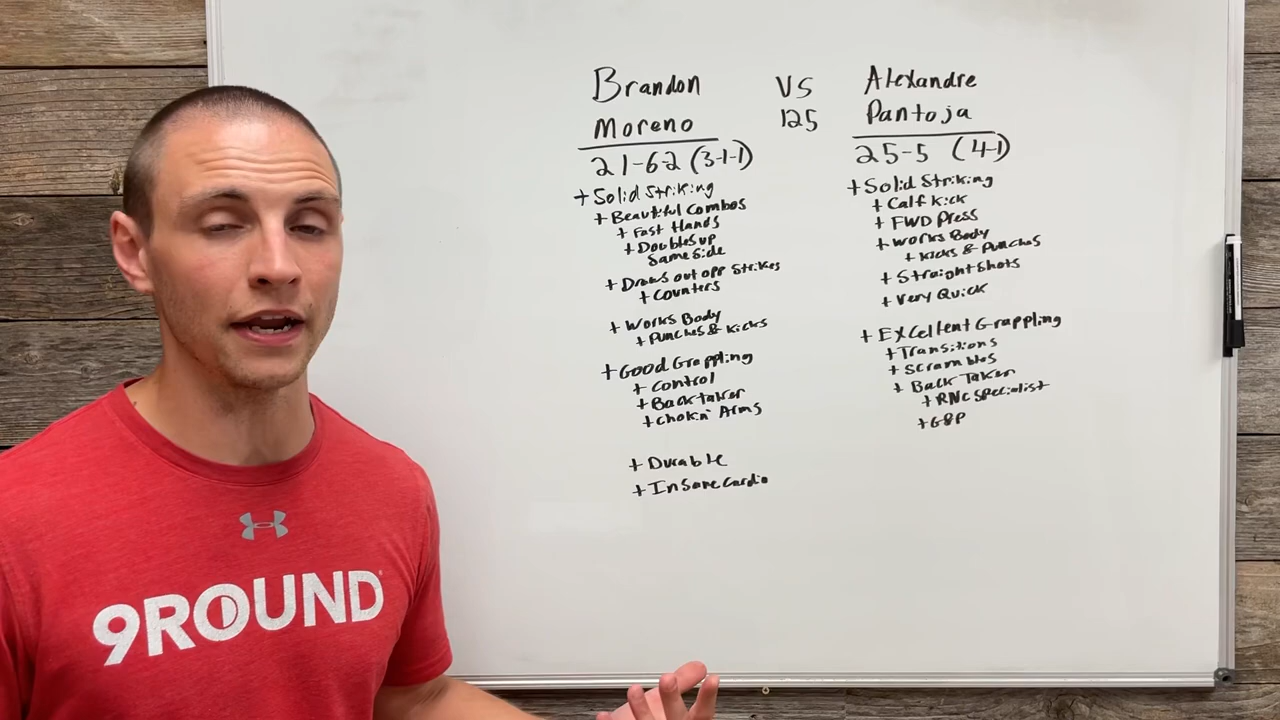 Brandon
Moreno
21-6-2 (3-1-1)
+ Solid Striking
+ Beautiful Combos
+ Fast Hands
+ Doubles up
Same Side
+ Draws out opp Strikes
+ Counters
+ Works Body
+ Punches & Kicks
+ Good Grappling
+ Control
+ Back taker
+ Chokin' Arms
+ Durable
+ Insane Cardio
VS
125
Alexandre
Pantoja
25-5 (4-1)
+ Solid Striking
+ Calf Kick
+ FWD Press
+ Works Body
+ Kicks & Punches
+ Straight Shots
+ Very Quick
+ Excellent Grappling
+ Transitions
+ Scrambles
+ Back Taker
+ RNC Specialist
+ G&P
9ROUND